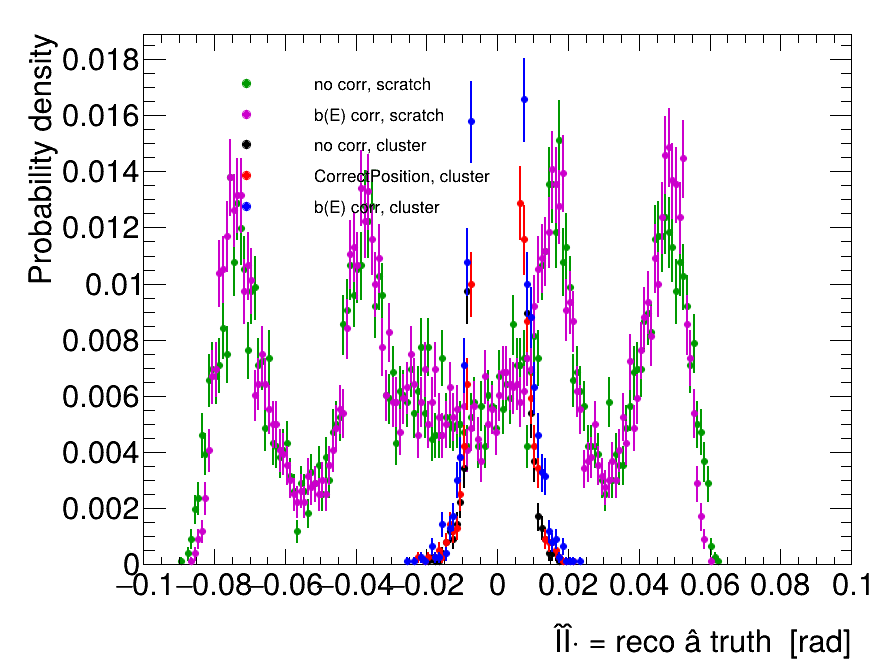 Probability density
0.018
0.016
0.014
0.012
0.01
0.008
0.006
0.004
0.002
0
no corr, scratch
b(E) corr, scratch
no corr, cluster
CorrectPosition, cluster
b(E) corr, cluster
−0.1 −0.08 −0.06 −0.04 −0.02 0 0.02 0.04 0.06 0.08 0.1
ÎÎ· = reco â truth [rad]